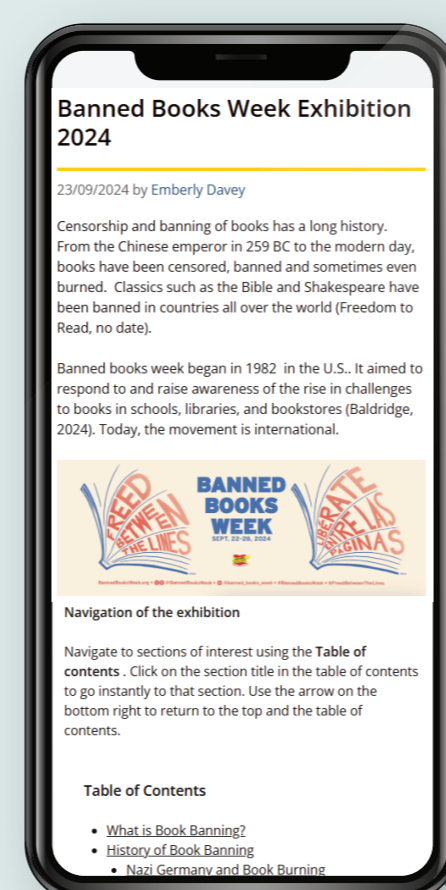 Banned Books Week Exhibition
2024
23/09/2024 by Emberly Davey
Censorship and banning of books has a long history.
From the Chinese emperor in 259 BC to the modern day,
books have been censored, banned and sometimes even
burned.  Classics such as the Bible and Shakespeare have
been banned in countries all over the world (Freedom to
Read, no date).
Banned books week began in 1982  in the U.S.. It aimed to
respond to and raise awareness of the rise in challenges
to books in schools, libraries, and bookstores (Baldridge,
2024). Today, the movement is international.
FREED
BETWEEN
THE LINES
BANNED
BOOKS
WEEK
SEPT. 22-28, 2024
LIBERATE
ENTRE LAS
PÁGINAS
Navigation of the exhibition
Navigate to sections of interest using the Table of
contents . Click on the section title in the table of contents
to go instantly to that section. Use the arrow on the
bottom right to return to the top and the table of
contents.
Table of Contents
• What is Book Banning?
• History of Book Banning
• Nazi Germany and Book Burning